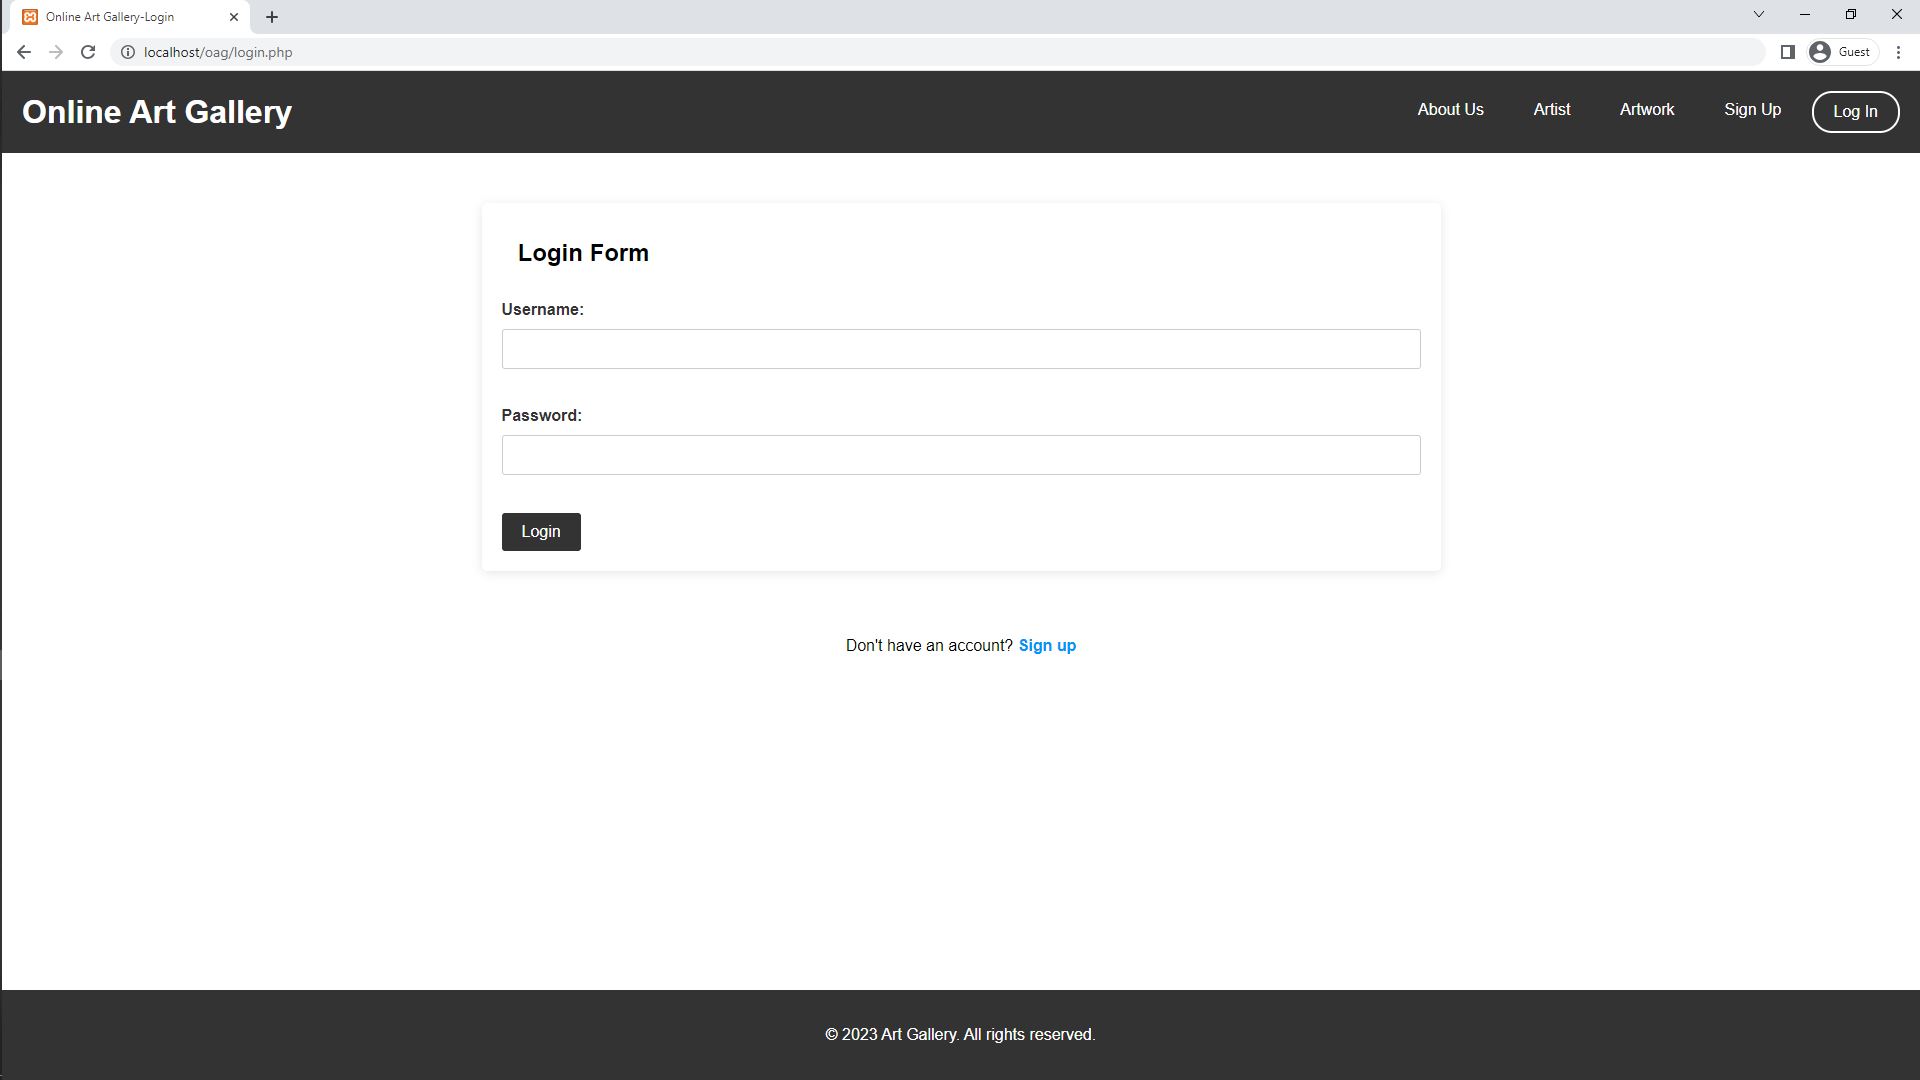 Online Art Gallery-Login
localhost/oag/login.php
Guest
Online Art Gallery
About Us
Artist
Artwork
Sign Up
Log In
Login Form
Username:
Password:
Login
Don't have an account? Sign up
© 2023 Art Gallery. All rights reserved.